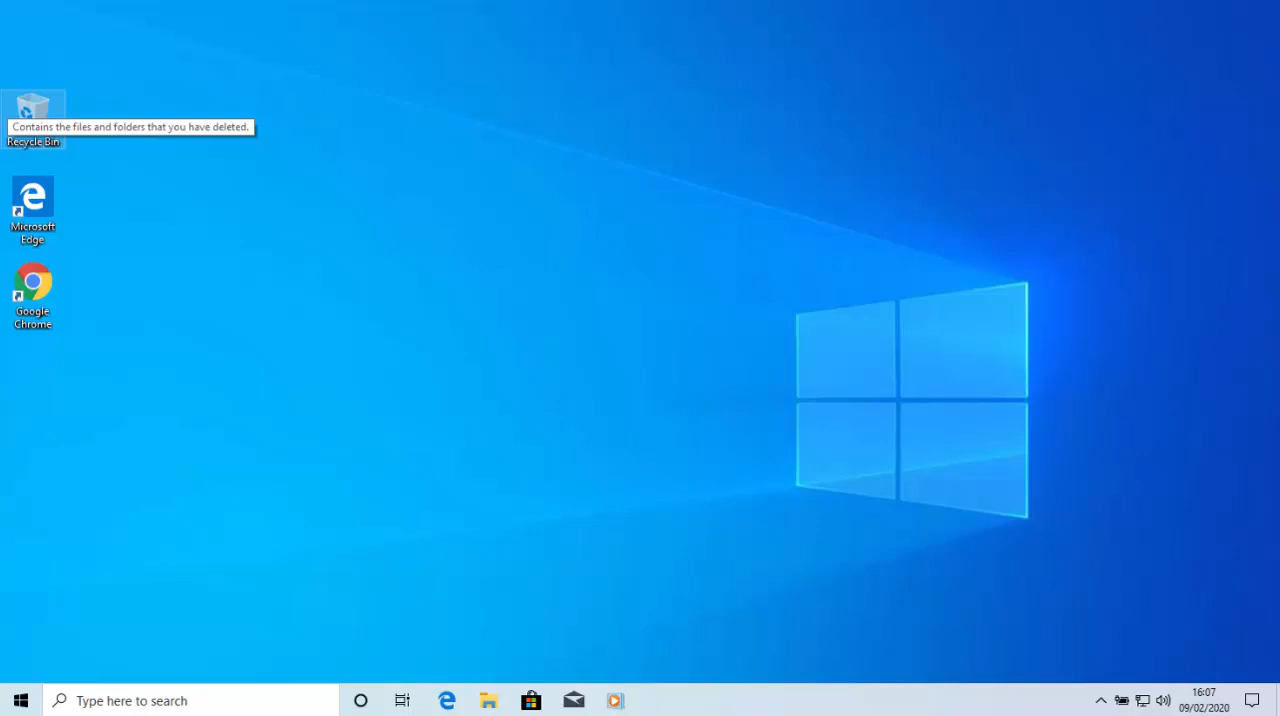 Contains the files and folders that you have deleted.
Recycle Bin
Microsoft
Edge
Google
Chrome
Type here to search
16:07
09/02/2020